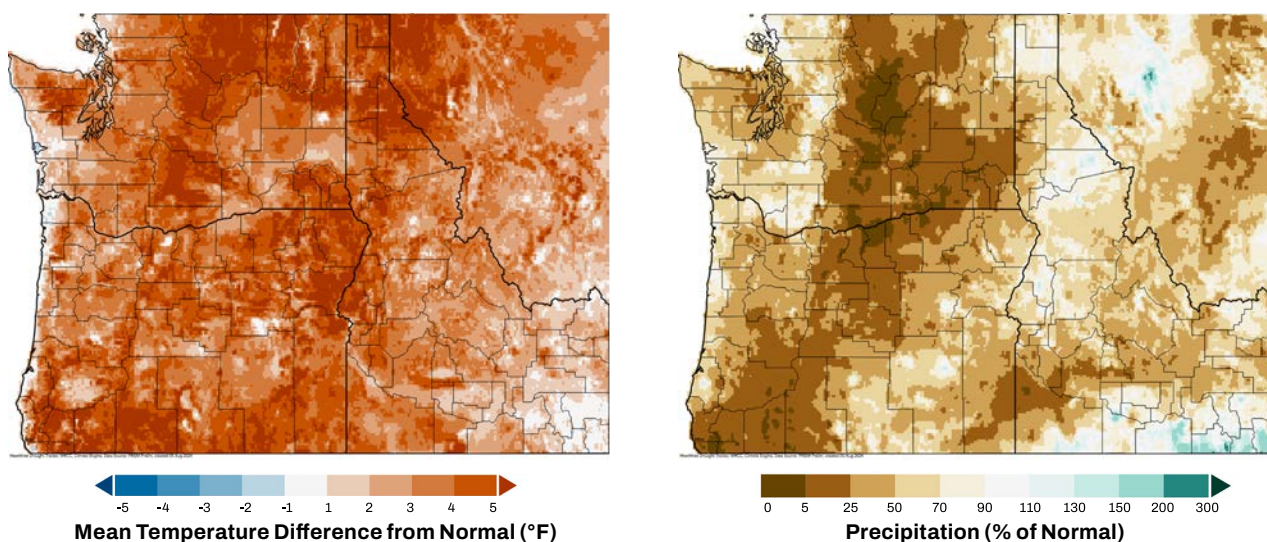 -5 -4 -3 -2 -1 1 2 3 4 5
Mean Temperature Difference from Normal (°F)
0 5 25 50 70 90 110 130 150 200 300
Precipitation (% of Normal)